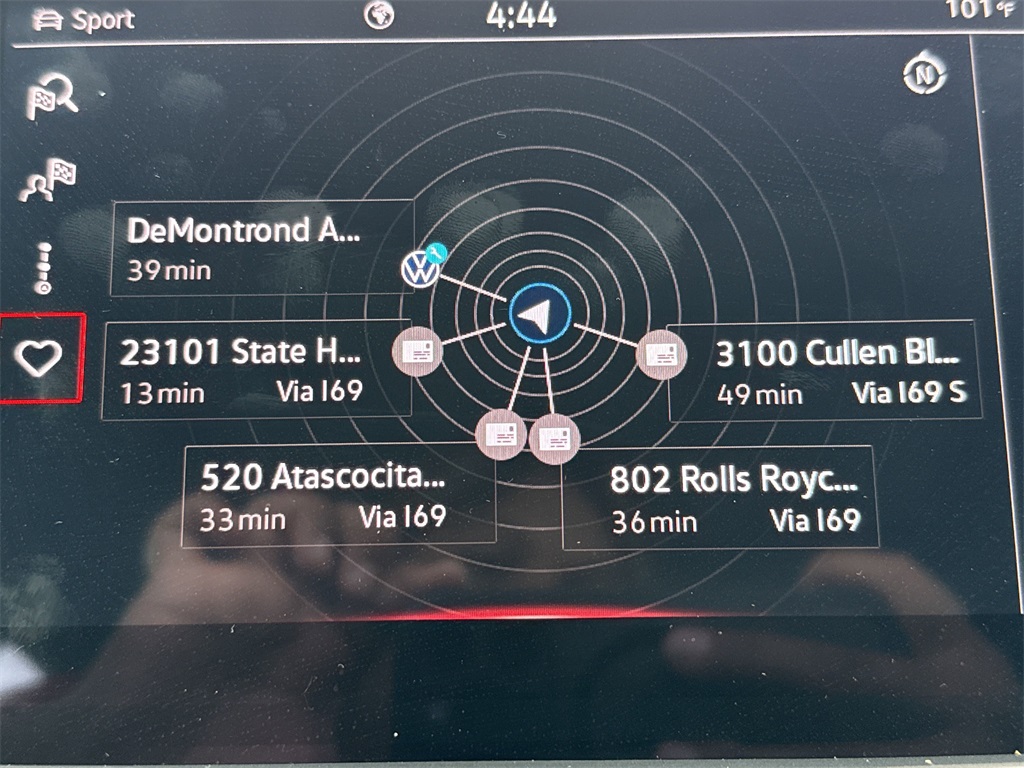 Sport
4:44
101°F
N
DeMontrond A...
39 min
23101 State H...
13 min Via I69
3100 Cullen Bl...
49 min Via I69 S
520 Atascocita...
33 min Via I69
802 Rolls Royc...
36 min Via I69